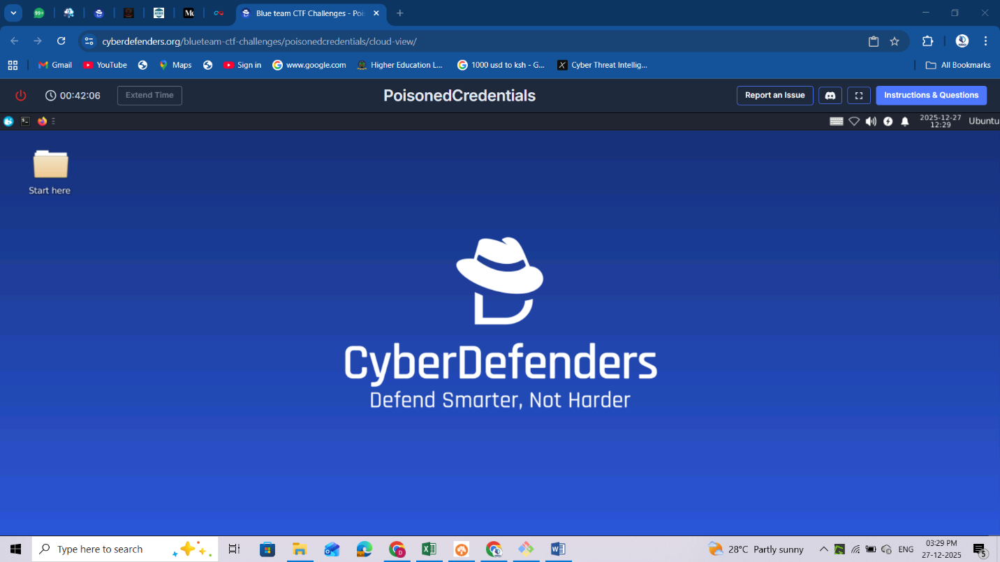 99+
Mc
Blue team CTF Challenges - Poi
cyberdefenders.org/blueteam-ctf-challenges/poisonedcredentials/cloud-view/
Gmail
YouTube
Maps
Sign in
www.google.com
Higher Education L...
1000 usd to ksh - G...
Cyber Threat Intellig...
All Bookmarks
00:42:06
Extend Time
PoisonedCredentials
Report an Issue
Instructions & Questions
2025-12-27
12:29
Ubuntu
Start here
CyberDefenders
Defend Smarter, Not Harder
Type here to search
28°C Partly sunny
ENG
03:29 PM
27-12-2025
5